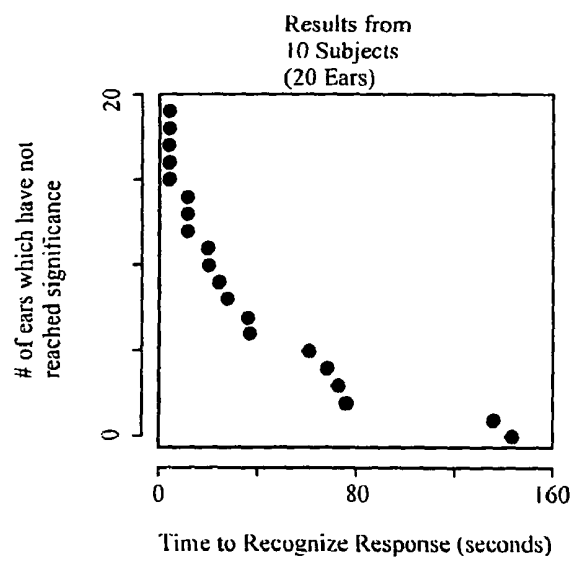 Results from
10 Subjects
(20 Ears)
# of ears which have not
reached significance
20
0
0
80
160
Time to Recognize Response (seconds)